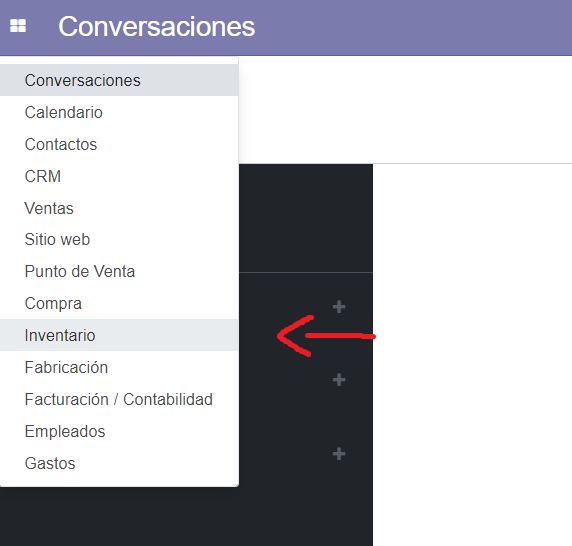 Conversaciones
Conversaciones
Calendario
Contactos
CRM
Ventas
Sitio web
Punto de Venta
Compra
Inventario
Fabricación
Facturación / Contabilidad
Empleados
Gastos